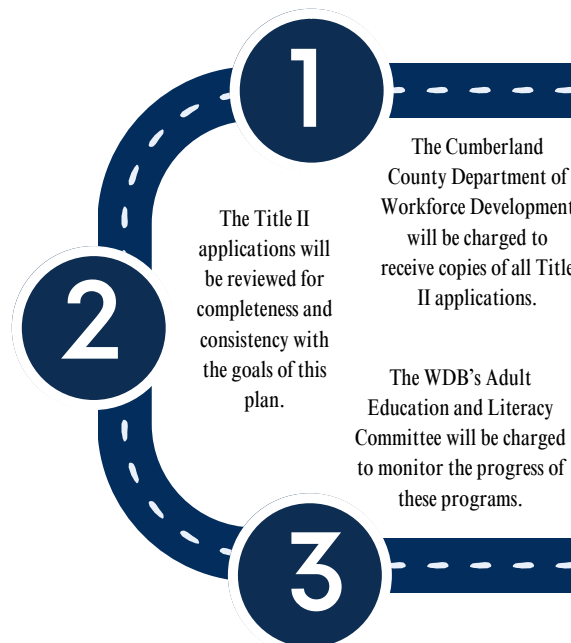 1
The Cumberland
County Department of
Workforce Development
will be charged to
receive copies of all Title
II applications.
2
The Title II
applications will
be reviewed for
completeness and
consistency with
the goals of this
plan.
3
The WDB's Adult
Education and Literacy
Committee will be charged
to monitor the progress of
these programs.